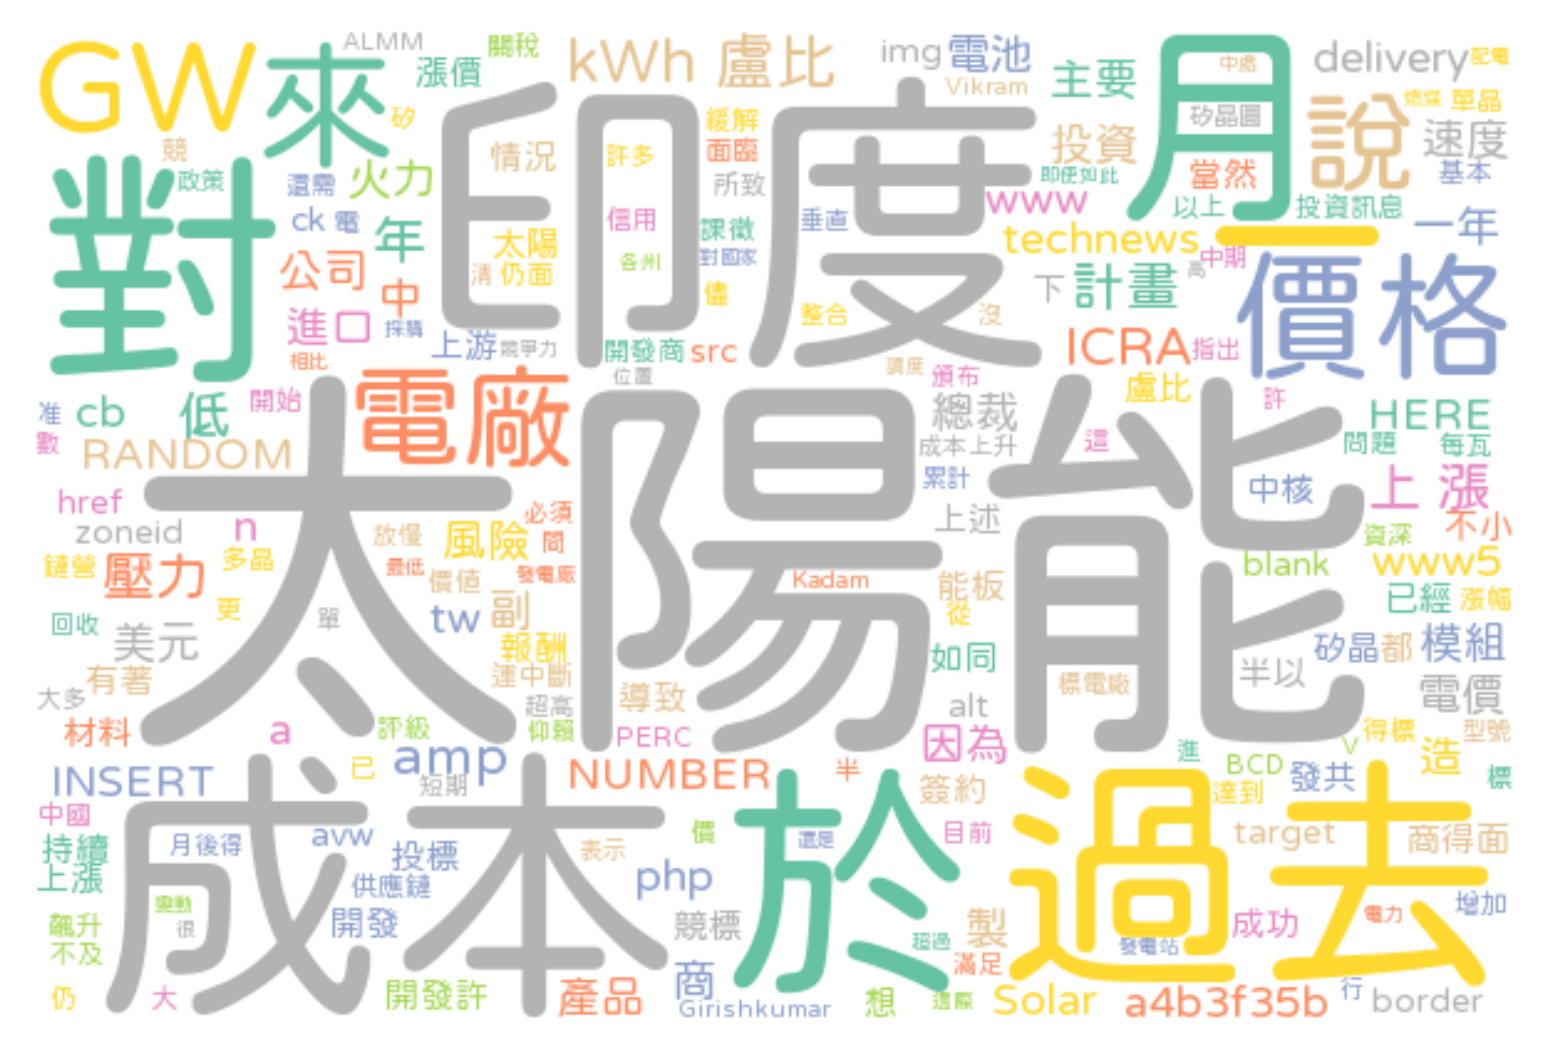 ALMM
關稅
GW
來
漲價
kWh
盧比
img
電池
Vikram
主要
月
中處
delivery
配電
矽
競
緩解
說
單晶
矽晶圓
速度
印度
情況
許多
面臨
投資
對
政策
還需
火力
所致
即便如此
當然
基本
www
ck
電
年
信用
課徵
垂直
以上
投資訊息
一年
太陽
technews
一
公司
清
仍面
各州
對國家
中期
中
儘
下
計畫
高
價格
進口
採購
整合
沒
上游
競爭力
開發商
src
ICRA
指出
相比
位置
調度
頒布
盧比
電廠
准
cb
低
開始
總裁
許
HERE
數
RANDOM
成本上升
這
問題
每瓦
太陽能
href
累計
中核
上漲
zoneid
n
放慢
風險
必須
間
上述
資深
不小
鏈營
壓力
多晶
最低
價值
發電廠
Kadam
能板
blank
www5
更
單
tw
副
從
已經
漲幅
回收
美元
報酬
如同
矽晶
都
模組
有著
運中斷
導致
標電廠
半以
大多
超高
alt
電價
材料
a
評級
仰賴
PERC
因為
得標
型號
進
V
INSERT
已
amp
NUMBER
半
BCD
發共
造
標
短期
簽約
達到
中國
成本
於
過去
持續
月後得
avw
價
還是
目前
target
商得面
上漲
投標
表示
供應鏈
php
變動
飆升
很
開發
競標
製
超過
發電站
成功
電力
增加
不及
商
滿足
仍
大
開發許
產品
Girishkumar
想
這際
Solar
a4b3f35b
行
border